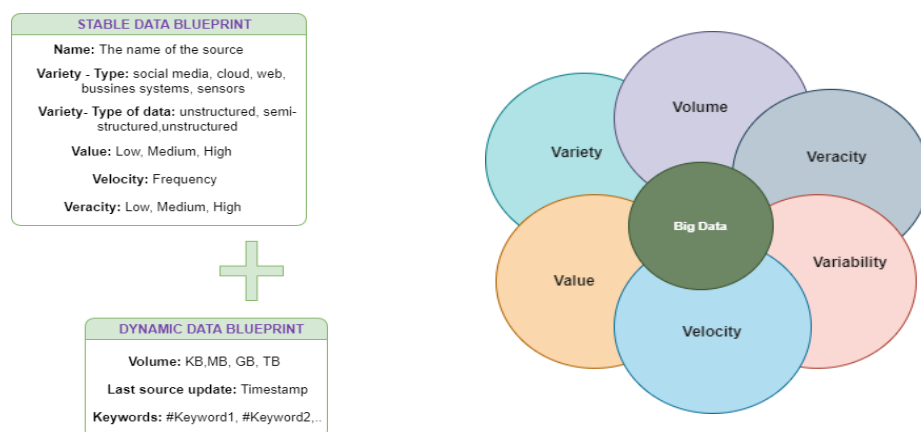 STABLE DATA BLUEPRINT
Name: The name of the source
Variety - Type: social media, cloud, web,
bussines systems, sensors
Variety- Type of data: unstructured, semi-
structured,unstructured
Value: Low, Medium, High
Velocity: Frequency
Veracity: Low, Medium, High
DYNAMIC DATA BLUEPRINT
Volume: KB,MB, GB, TB
Last source update: Timestamp
Keywords: #Keyword1, #Keyword2,..
Volume
Variety
Veracity
Big Data
Value
Variability
Velocity